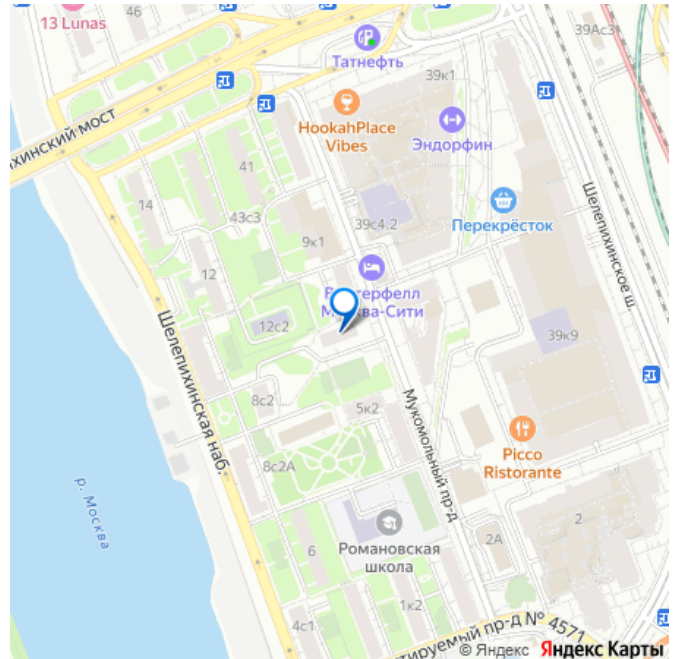 13 Lunas
46
Татнефть
39Ас3
39к1
ХИНСКИЙ МОСТ
HookahPlace
Vibes
Эндорфин
41
14
43с3
39с4.2
Перекрёсток
Шелепихинское ш.
9к1
12
12с2
Москва-Сити
Шелепихинская наб.
39к9
8с2
5к2
Мукомольный пр-д
Picco
Ristorante
8с2А
р. Москва
2
2А
Романовская
школа
6
1к2
4с1
тируемый пр-д № 4571
© Яндекс Яндекс Карты